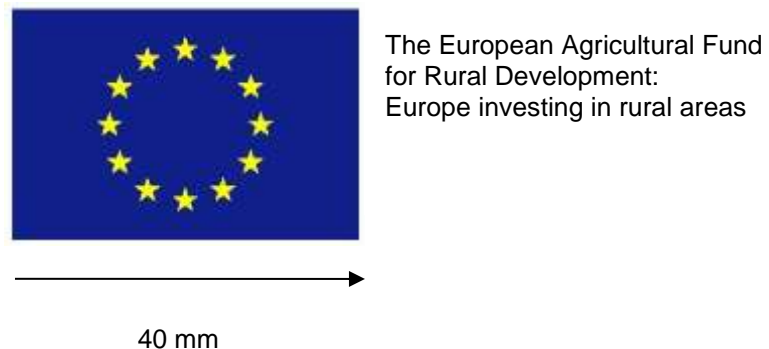 The European Agricultural Fund
for Rural Development:
Europe investing in rural areas
40 mm